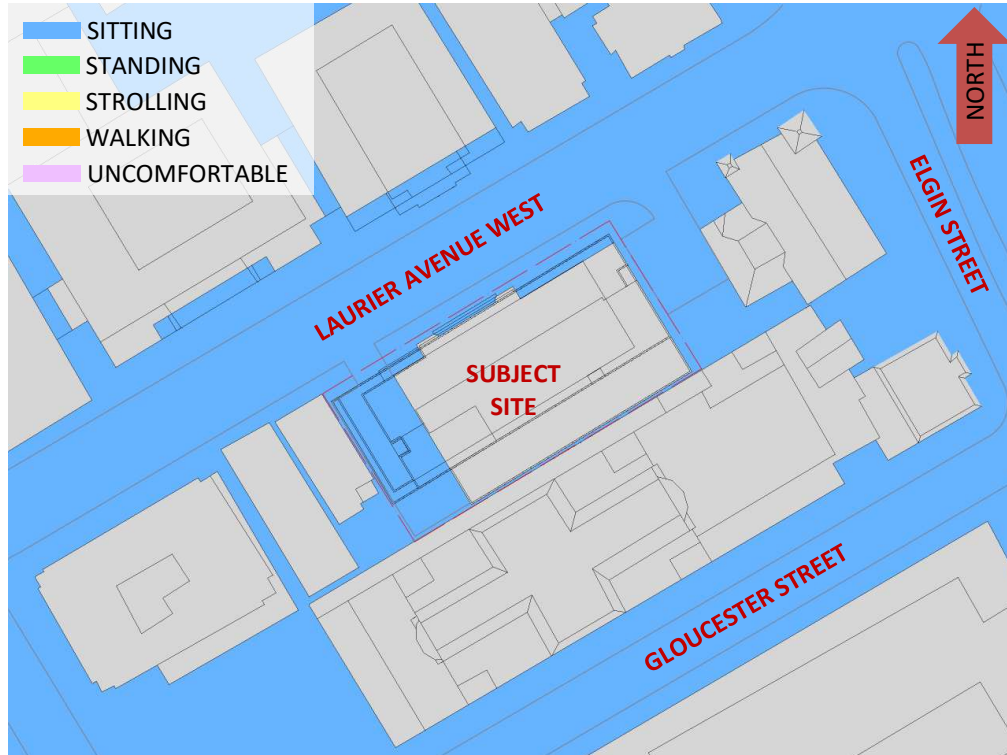 SITTING
STANDING
STROLLING
WALKING
UNCOMFORTABLE
NORTH
ELGIN STREET
LAURIER AVENUE WEST
SUBJECT
SITE
GLOUCESTER STREET